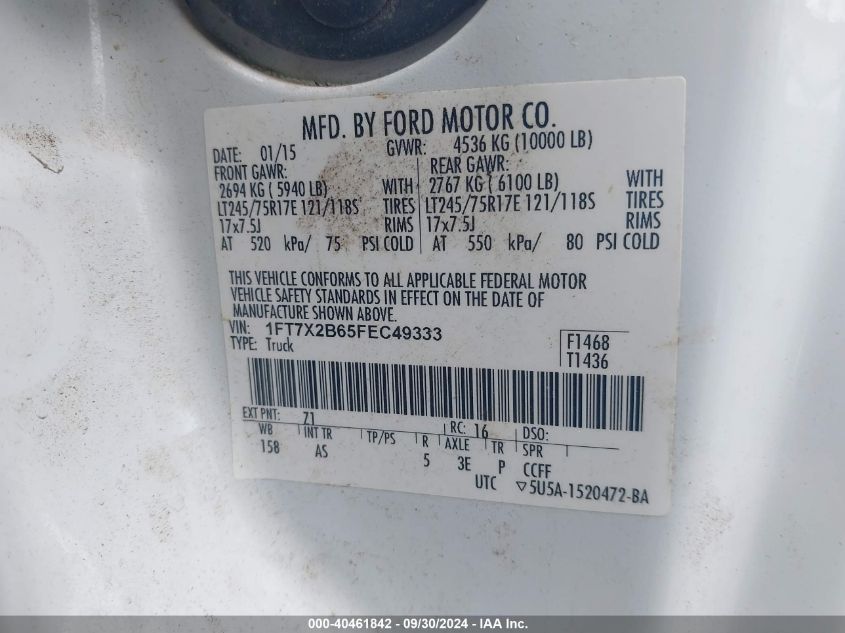 MFD. BY FORD MOTOR CO.
DATE: 01/15 GVWR: 4536 KG (10000 LB)
FRONT GAWR: REAR GAWR:
2694 KG ( 5940 LB) WITH 2767 KG ( 6100 LB) WITH
LT245/75R17E 121/118S TIRES LT245/75R17E 121/118S TIRES
17x7.5J RIMS 17x7.5J RIMS
AT 520 kPa/ 75 PSI COLD AT 550 kPa/ 80 PSI COLD
THIS VEHICLE CONFORMS TO ALL APPLICABLE FEDERAL MOTOR
VEHICLE SAFETY STANDARDS IN EFFECT ON THE DATE OF
MANUFACTURE SHOWN ABOVE.
VIN: 1FT7X2B65FEC49333
TYPE: Truck
F1468
T1436
EXT PNT: Z1 RC: 16 DSO:
WB INT TR TP/PS R AXLE TR SPR
158 AS 5 3E P CCFF
UTC ▽5U5A-1520472-BA
000-40461842 - 09/30/2024 - IAA Inc.